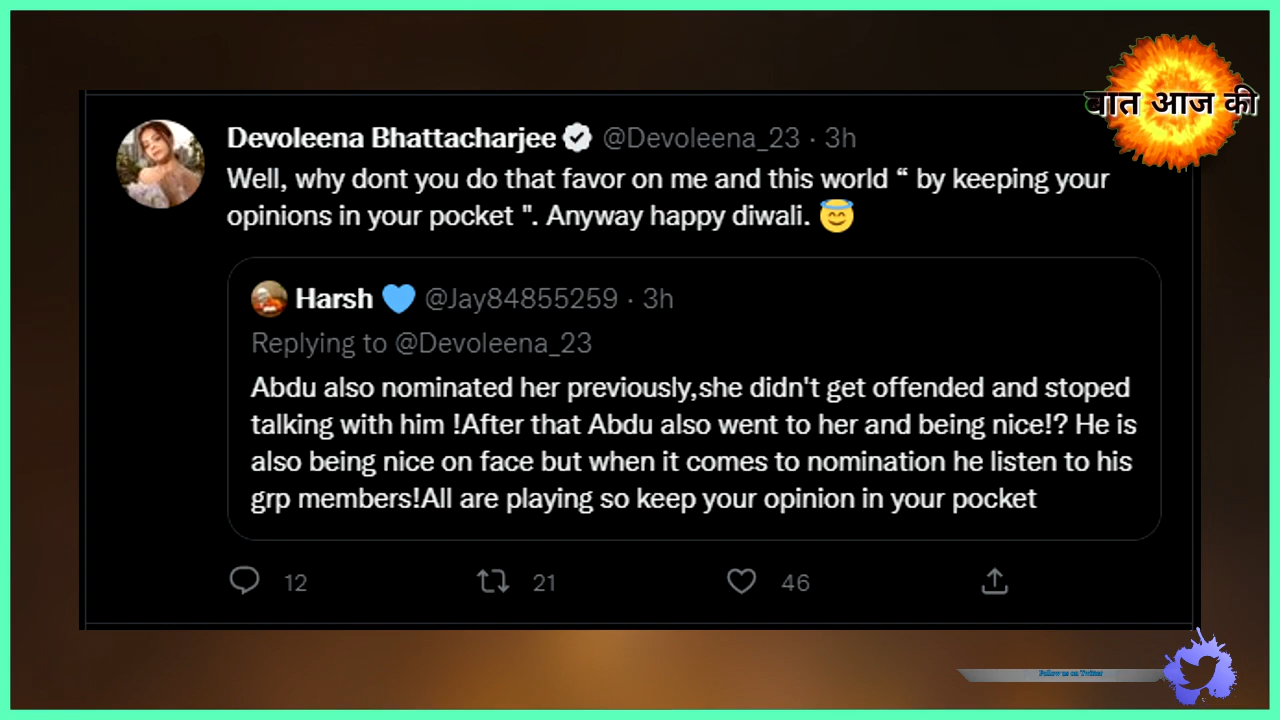 बात आज की
Devoleena Bhattacharjee @Devoleena_23 · 3h
Well, why dont you do that favor on me and this world “ by keeping your
opinions in your pocket ". Anyway happy diwali. 😇
Harsh 💙 @Jay84855259 · 3h
Replying to @Devoleena_23
Abdu also nominated her previously,she didn't get offended and stoped
talking with him !After that Abdu also went to her and being nice!? He is
also being nice on face but when it comes to nomination he listen to his
grp members!All are playing so keep your opinion in your pocket
12 21 46
Follow us on Twitter